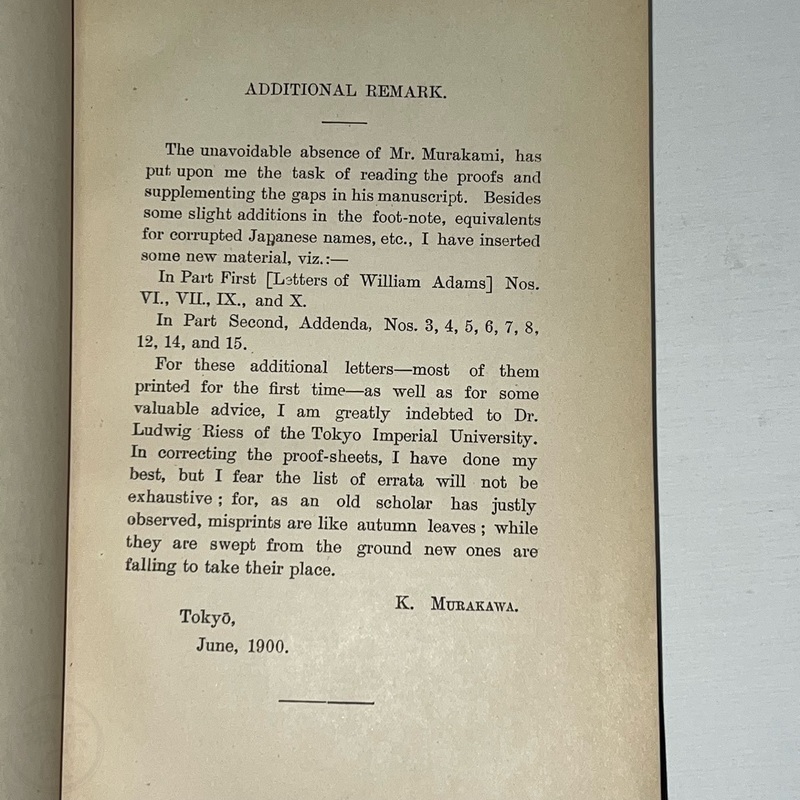 ADDITIONAL REMARK.
The unavoidable absence of Mr. Murakami, has
put upon me the task of reading the proofs and
supplementing the gaps in his manuscript. Besides
some slight additions in the foot-note, equivalents
for corrupted Japanese names, etc., I have inserted
some new material, viz.:—
In Part First [Letters of William Adams] Nos.
VI., VII., IX., and X.
In Part Second, Addenda, Nos. 3, 4, 5, 6, 7, 8,
12, 14, and 15.
For these additional letters—most of them
printed for the first time—as well as for some
valuable advice, I am greatly indebted to Dr.
Ludwig Riess of the Tokyo Imperial University.
In correcting the proof-sheets, I have done my
best, but I fear the list of errata will not be
exhaustive; for, as an old scholar has justly
observed, misprints are like autumn leaves; while
they are swept from the ground new ones are
falling to take their place.
K. MURAKAWA.
Tokyō,
June, 1900.